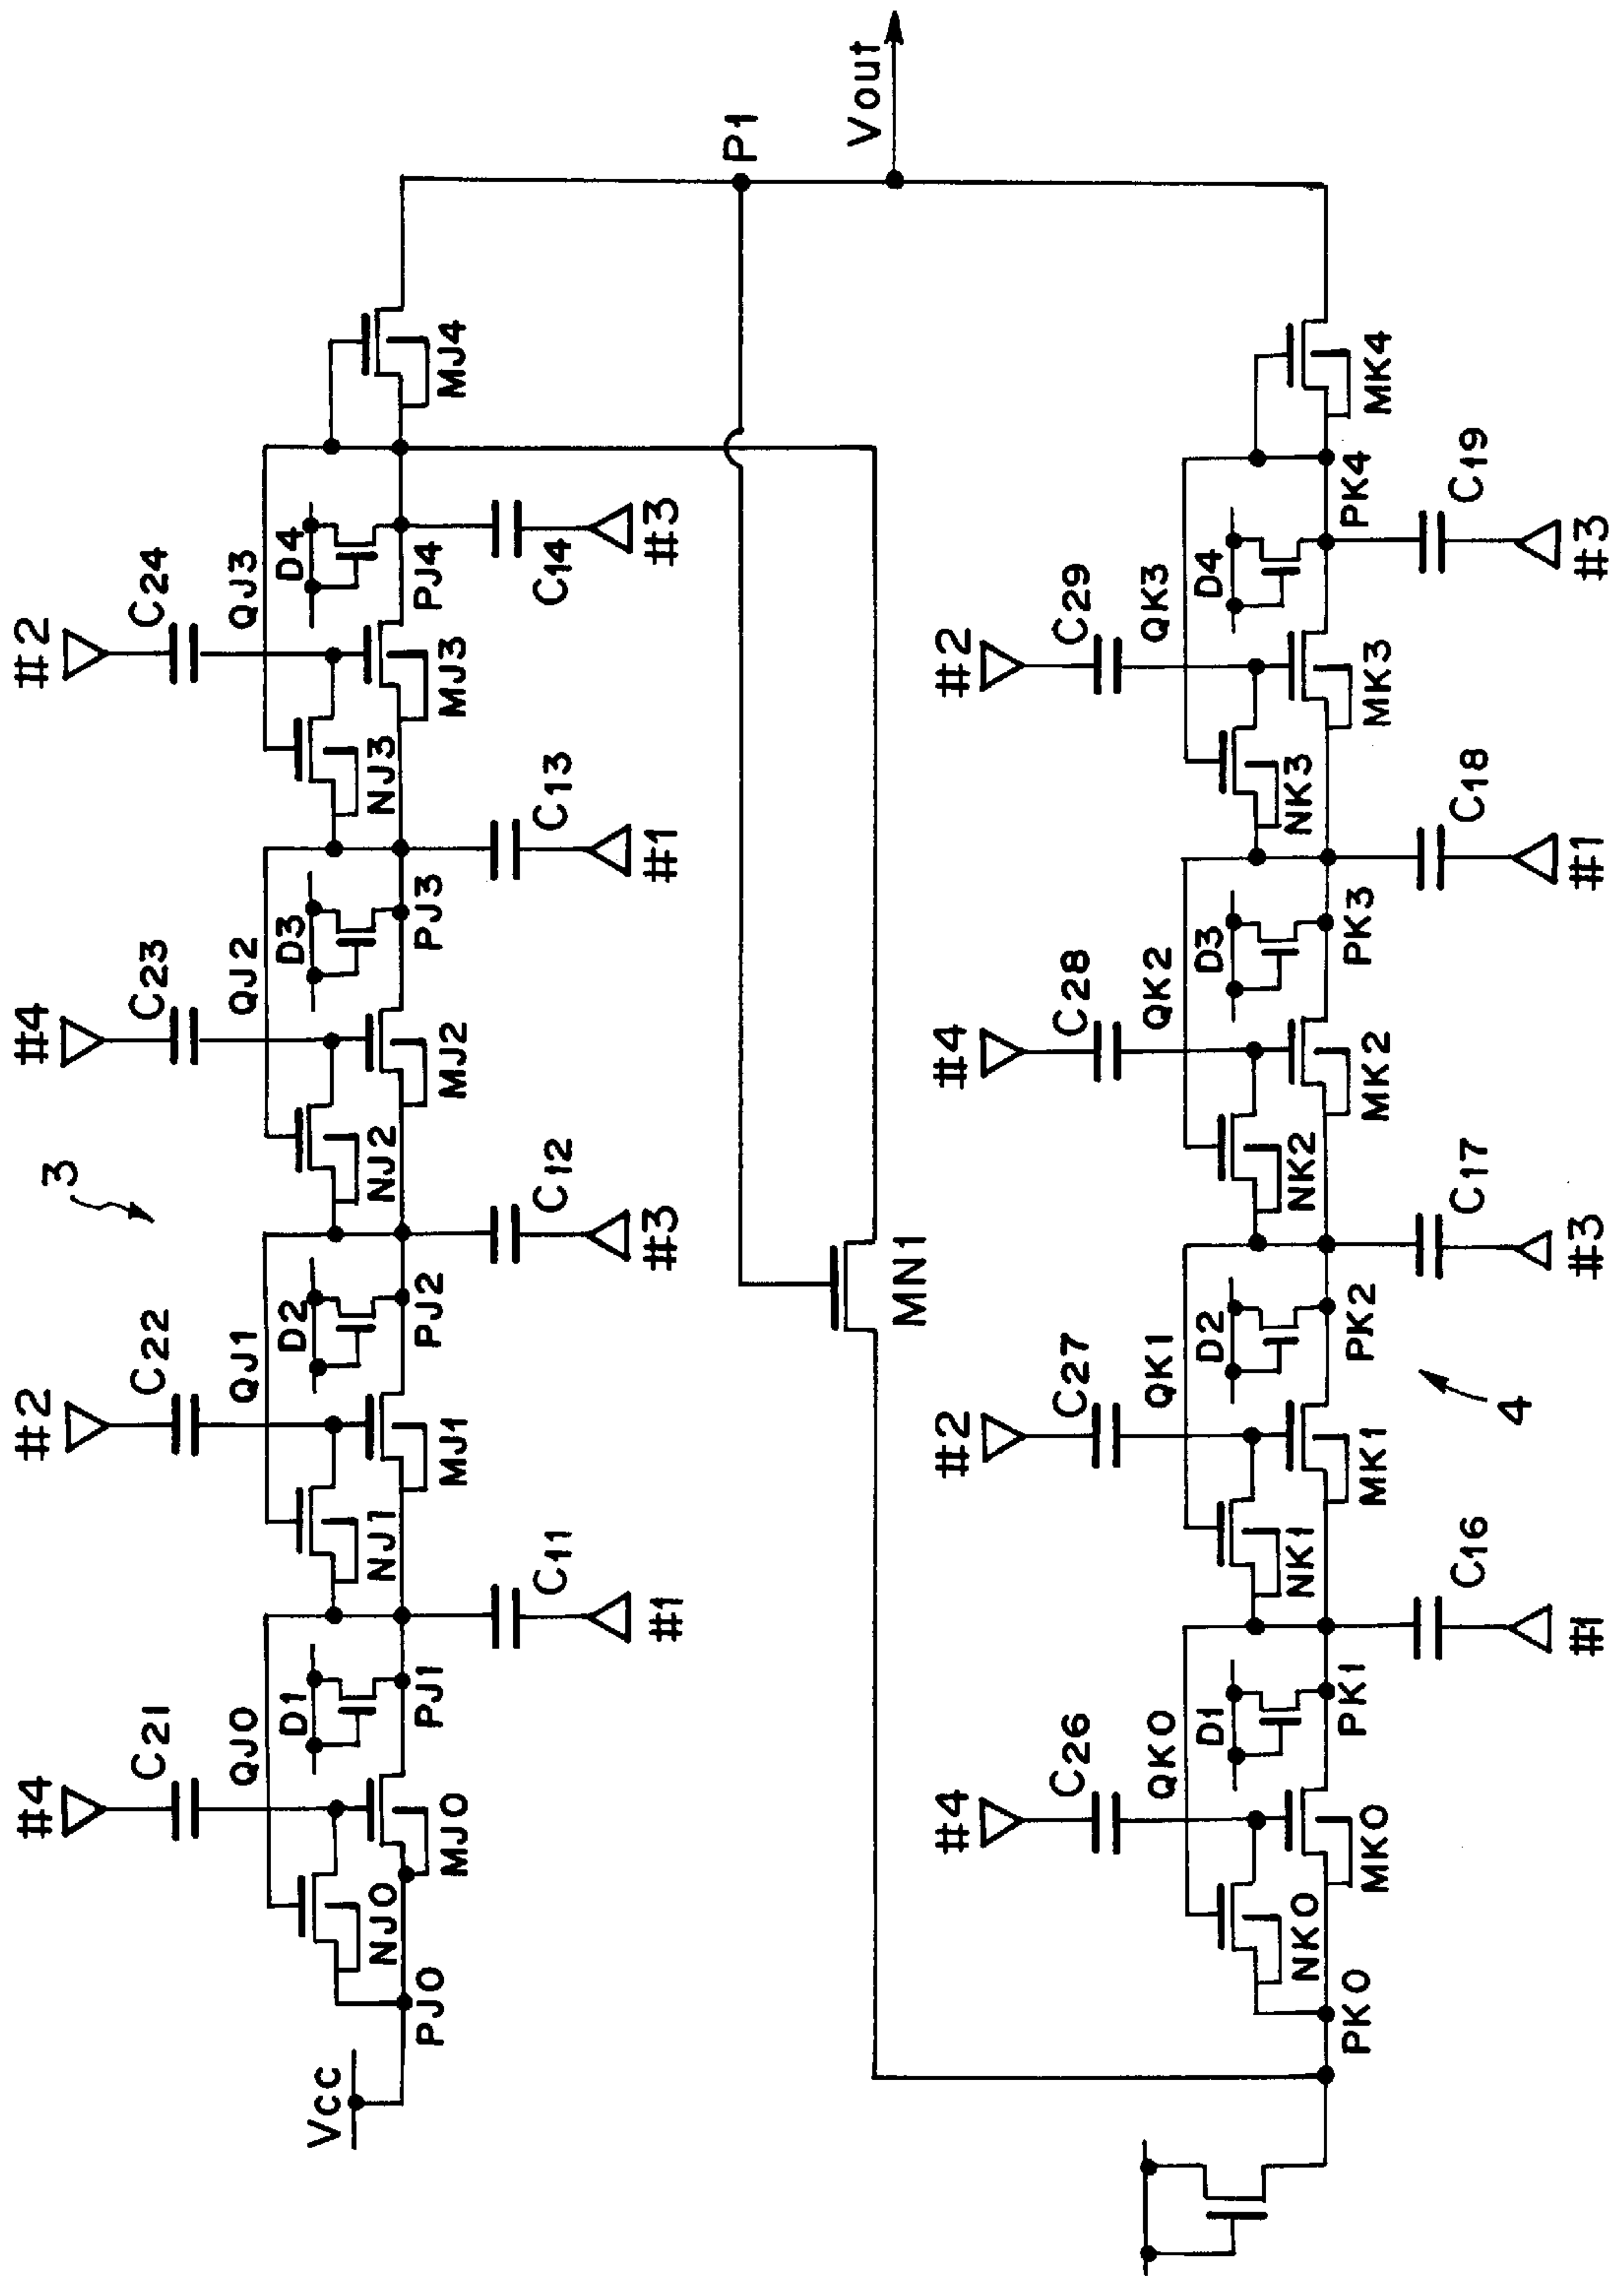 #4 #2 #4 #2
C21 C22 C23 C24
3
QJ0 QJ1 QJ2 QJ3
D1 D2 D3 D4
Vcc
NJ0 NJ1 NJ2 NJ3
PJ0 PJ1 PJ2 PJ3 PJ4
MJ0 MJ1 MJ2 MJ3 MJ4
C11 C12 C13 C14
#1 #3 #1 #3
P1
MN1
Vout
#4 #2 #4 #2
C26 C27 C28 C29
QK0 QK1 QK2 QK3
D1 D2 D3 D4
NK0 NK1 NK2 NK3
PK0 PK1 PK2 PK3 PK4
MK0 MK1 MK2 MK3 MK4
C16 C17 C18 C19
4
#1 #3 #1 #3